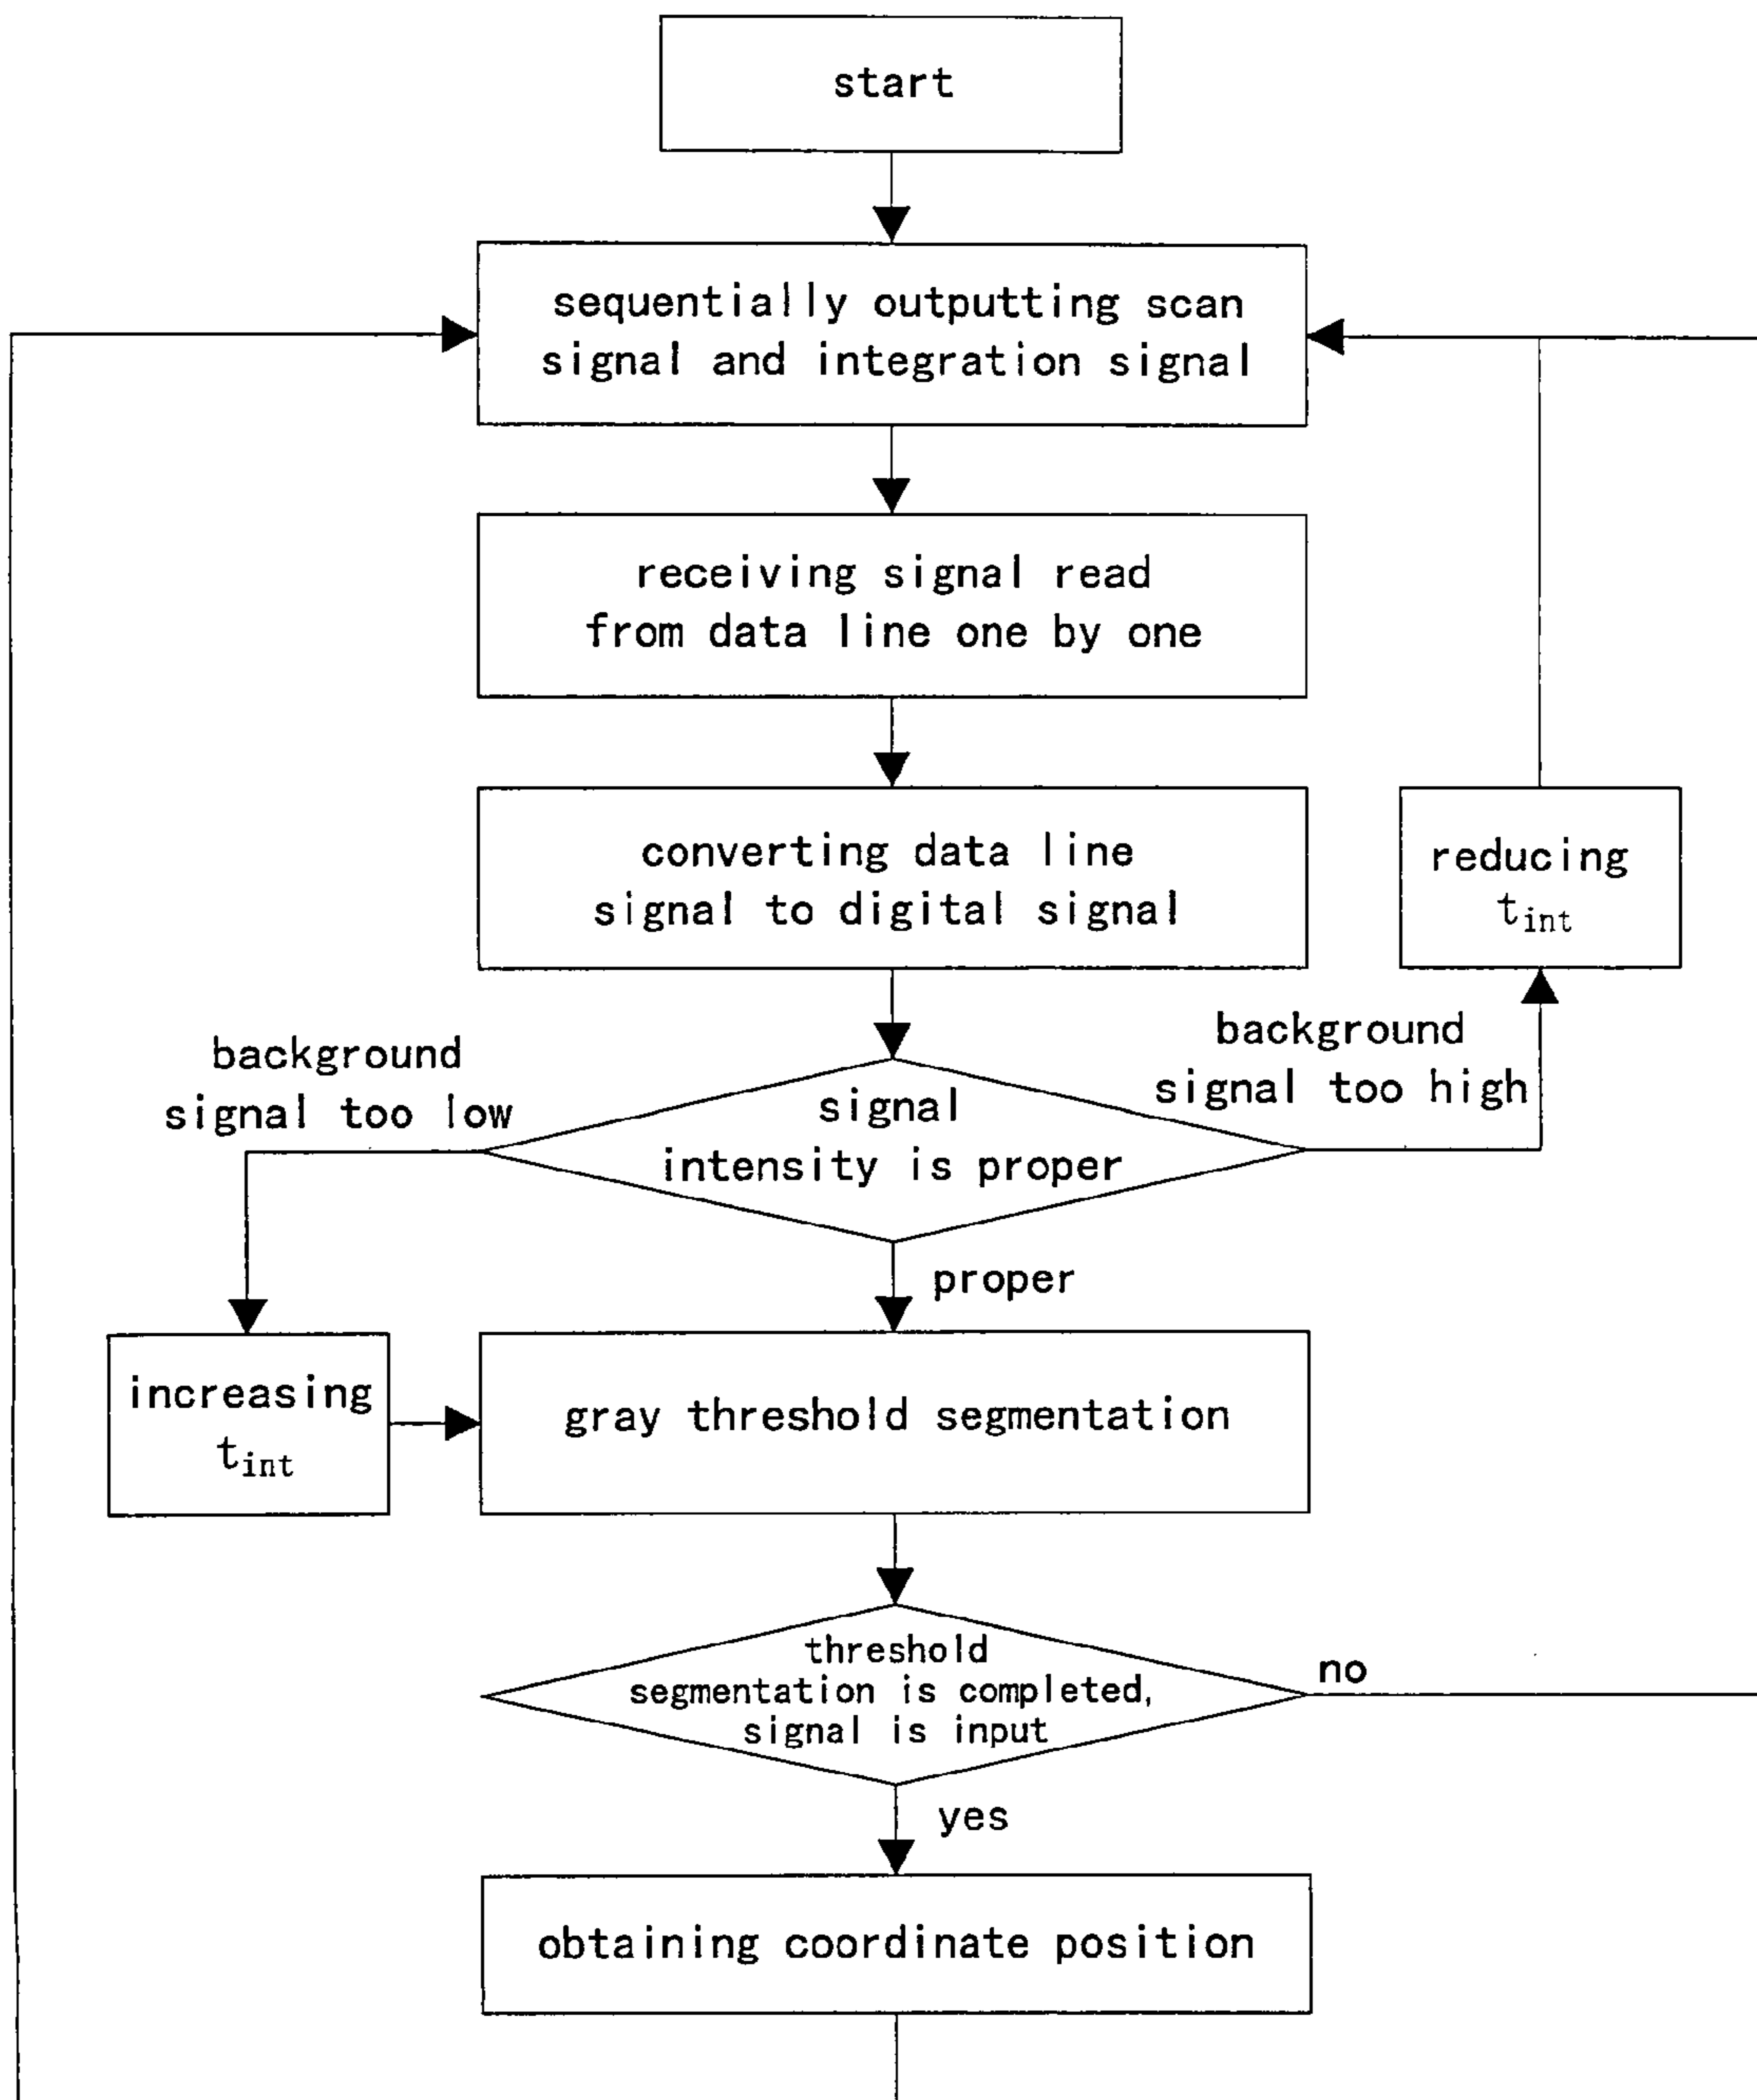 start
sequentially outputting scan
signal and integration signal
receiving signal read
from data line one by one
converting data line
signal to digital signal
reducing
t_int
background
signal too low
background
signal too high
signal
intensity is proper
proper
increasing
t_int
gray threshold segmentation
threshold
segmentation is completed,
signal is input
no
yes
obtaining coordinate position